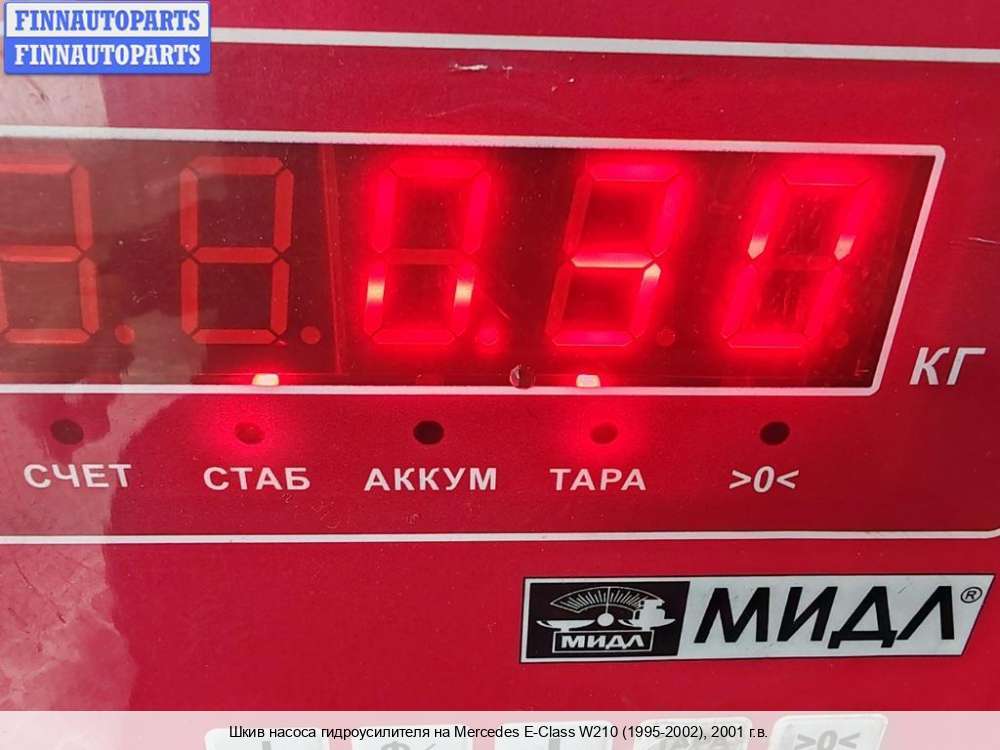 FINNAUTOPARTS
FINNAUTOPARTS
КГ
СЧЕТ СТАБ АККУМ ТАРА >0<
МИДЛ МИДЛ®
>0<
Шкив насоса гидроусилителя на Mercedes E-Class W210 (1995-2002), 2001 г.в.